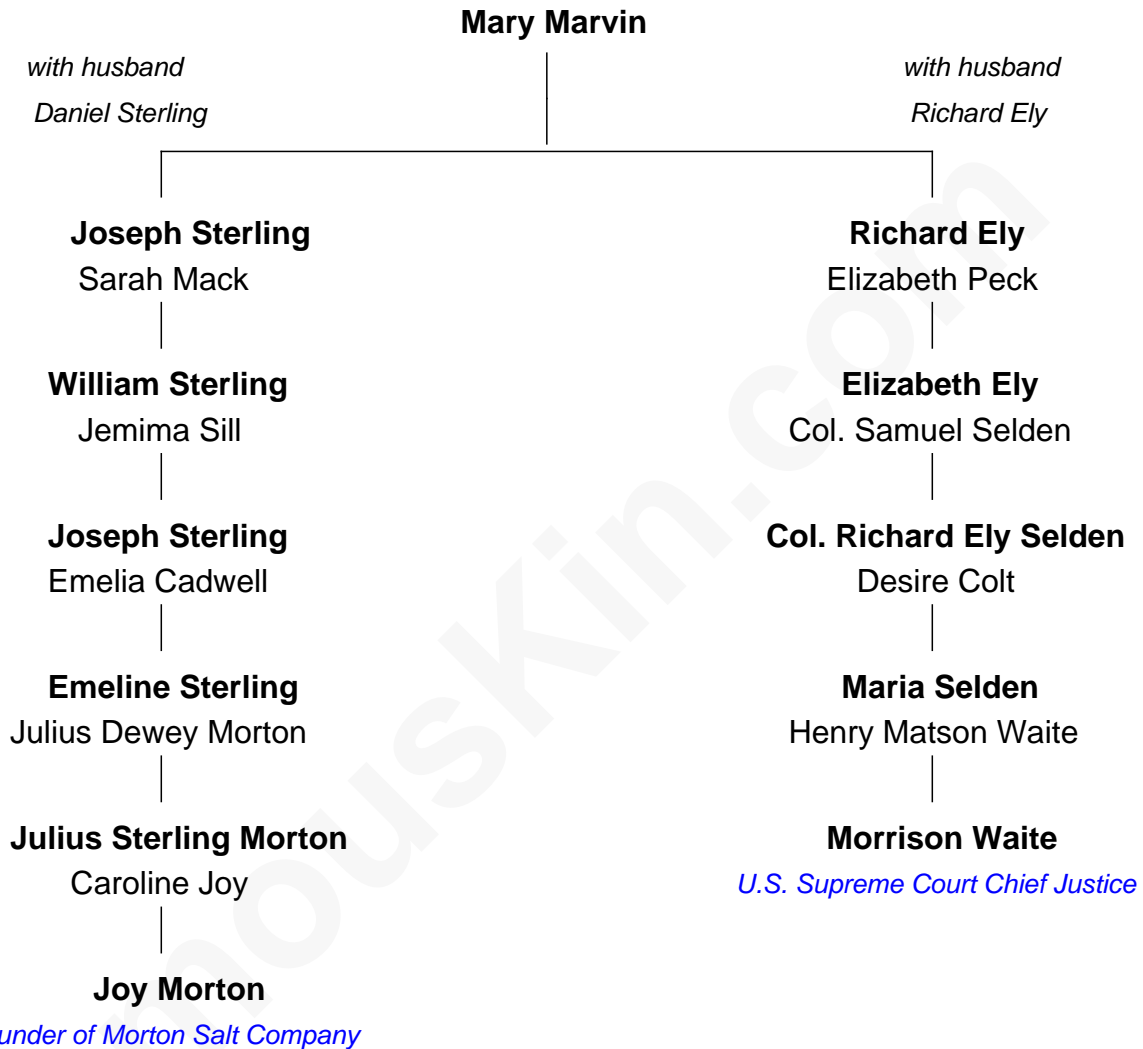 Mary Marvin
with husband
Daniel Sterling
with husband
Richard Ely
Joseph Sterling
Sarah Mack
William Sterling
Jemima Sill
Joseph Sterling
Emelia Cadwell
Emeline Sterling
Julius Dewey Morton
Julius Sterling Morton
Caroline Joy
Joy Morton
under of Morton Salt Company
Richard Ely
Elizabeth Peck
Elizabeth Ely
Col. Samuel Selden
Col. Richard Ely Selden
Desire Colt
Maria Selden
Henry Matson Waite
Morrison Waite
U.S. Supreme Court Chief Justice
mousKin.com